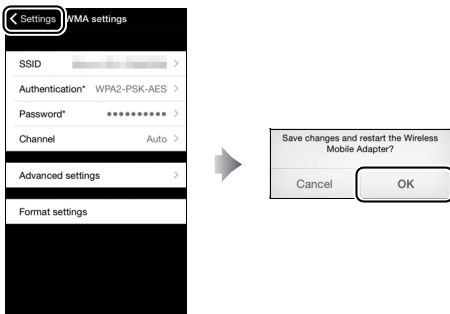 Settings WMA settings
SSID
Authentication* WPA2-PSK-AES
Password* ••••••••••
Channel Auto
Advanced settings
Format settings
Save changes and restart the Wireless
Mobile Adapter?
Cancel OK